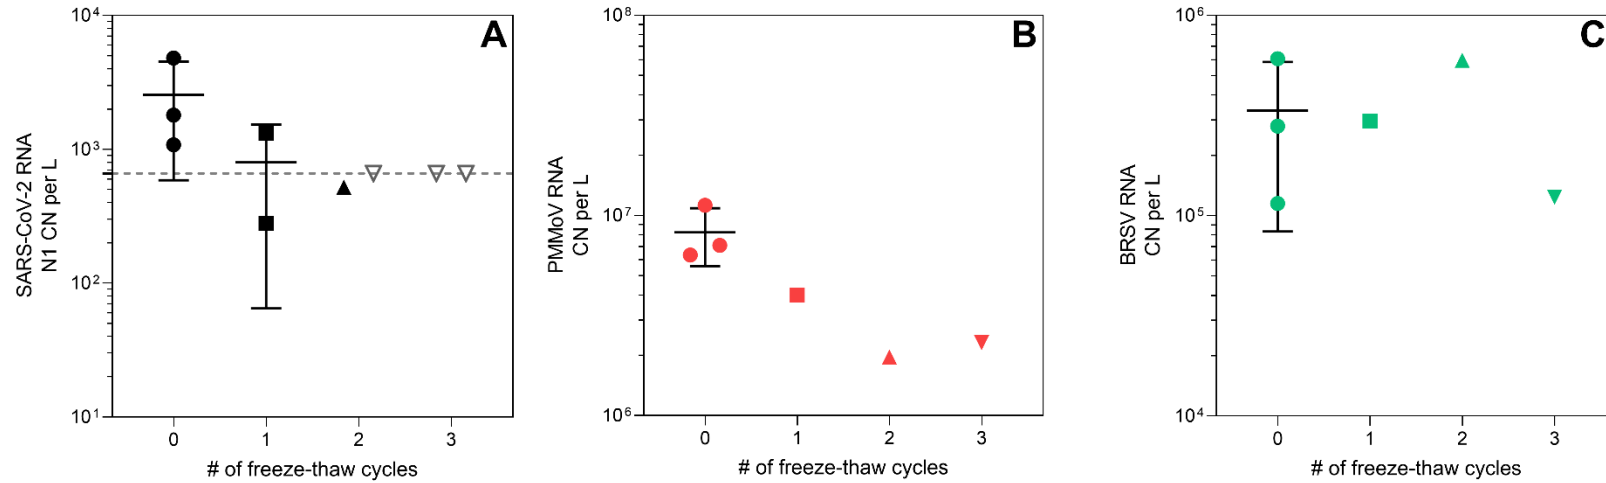 A
SARS-CoV-2 RNA
N1 CN per L
10⁴
10³
10²
10¹
0 1 2 3
# of freeze-thaw cycles
B
PMMoV RNA
CN per L
10⁸
10⁷
10⁶
0 1 2 3
# of freeze-thaw cycles
C
BRSV RNA
CN per L
10⁶
10⁵
10⁴
0 1 2 3
# of freeze-thaw cycles